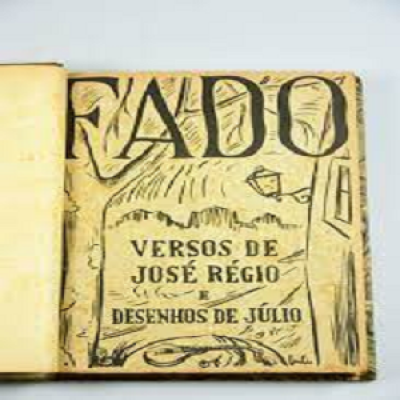 FADO
VERSOS DE
JOSÉ RÉGIO
E
DESENHOS DE JÚLIO